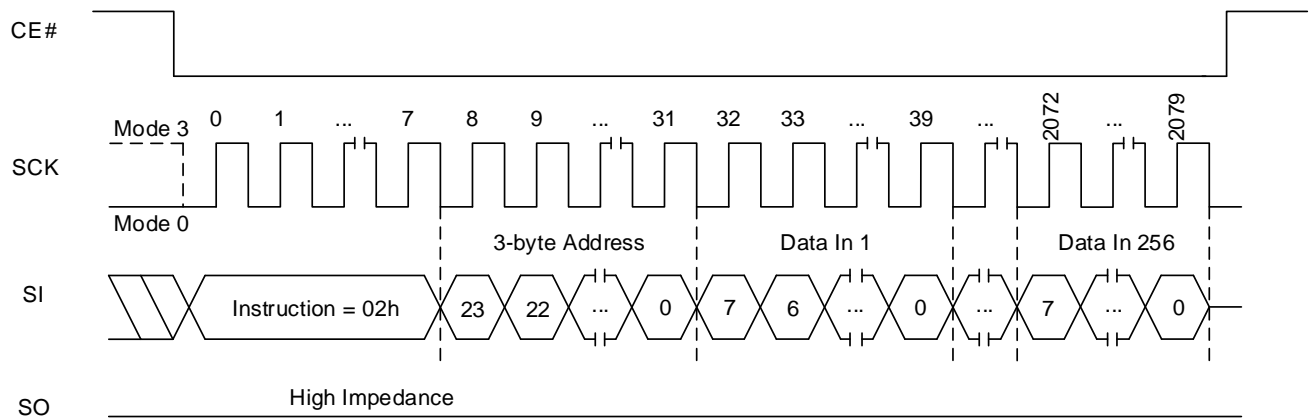 CE#
0 1 ... 7 8 9 ... 31 32 33 ... 39 ... 2072 ... 2079
Mode 3
SCK
Mode 0
3-byte Address Data In 1 Data In 256
SI Instruction = 02h 23 22 ... 0 7 6 ... 0 ... 7 ... 0
High Impedance
SO